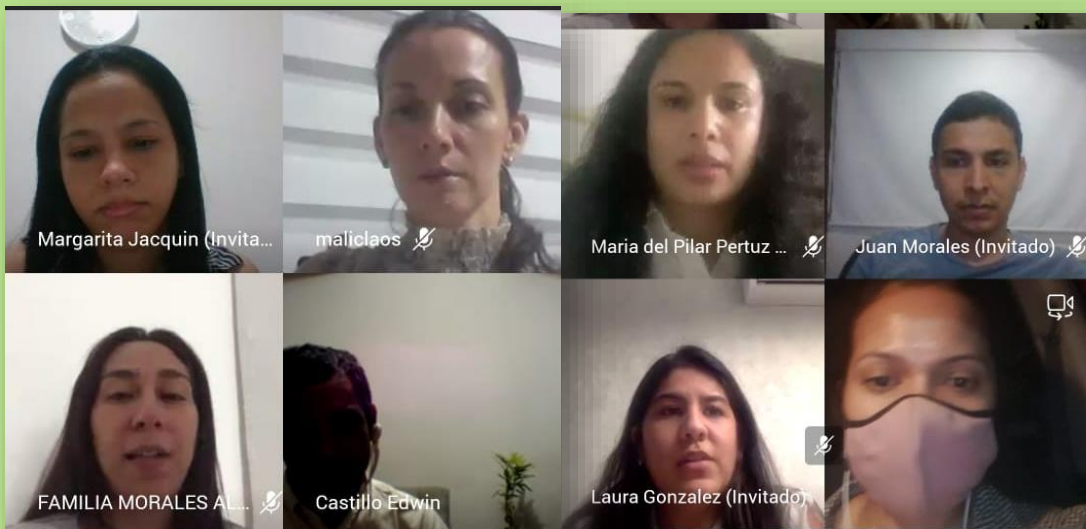 Margarita Jacquin (Invita...
maliclaos
Maria del Pilar Pertuz ...
Juan Morales (Invitado)
FAMILIA MORALES AL...
Castillo Edwin
Laura Gonzalez (Invitado)